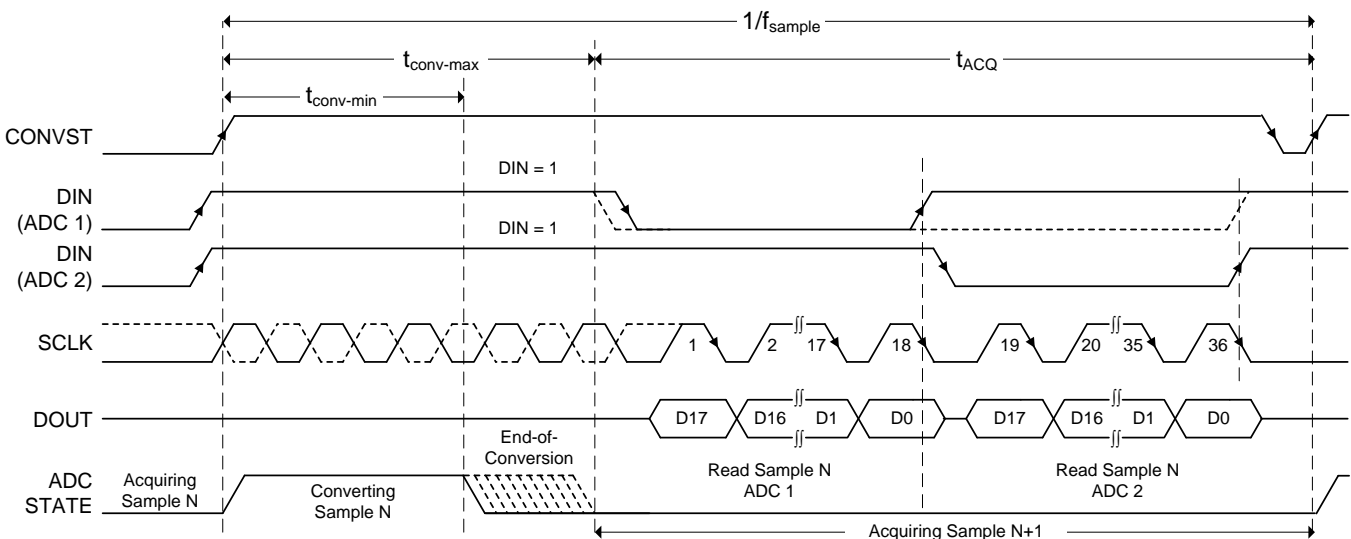 1/fsample
tconv-max
tACQ
tconv-min
CONVST
DIN = 1
DIN
(ADC 1)
DIN = 1
DIN
(ADC 2)
SCLK
1 2 17 18 19 20 35 36
DOUT
D17 D16 D1 D0 D17 D16 D1 D0
End-of-
Conversion
ADC
STATE
Acquiring
Sample N
Converting
Sample N
Read Sample N
ADC 1
Read Sample N
ADC 2
Acquiring Sample N+1